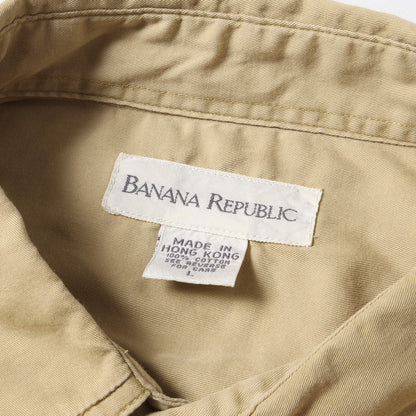 BANANA REPUBLIC
MADE IN
HONG KONG
100% COTTON
SEE REVERSE
FOR CARE
L